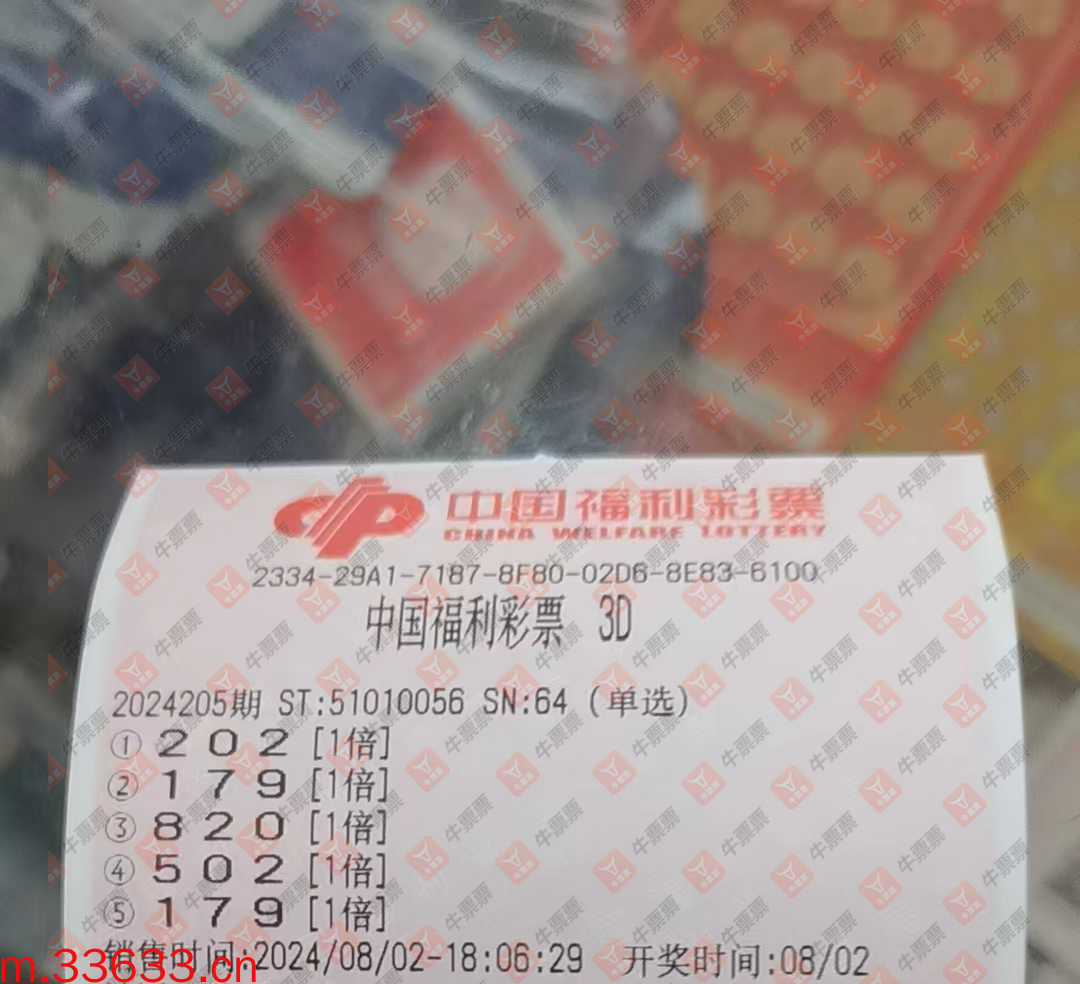 中国福利彩票
CHINA WELFARE LOTTERY
2334-29A1-7187-8F80-02D6-8E83-6100
中国福利彩票 3D
2024205期 ST:51010056 SN:64 (单选)
① 2 0 2 [1倍]
② 1 7 9 [1倍]
③ 8 2 0 [1倍]
④ 5 0 2 [1倍]
⑤ 1 7 9 [1倍]
销售时间:2024/08/02-18:06:29 开奖时间:08/02
m.33633.cn
牛票票